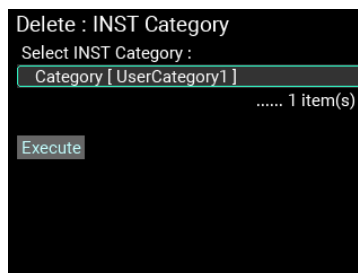 Delete : INST Category
Select INST Category :
Category [ UserCategory1 ]
...... 1 item(s)
Execute